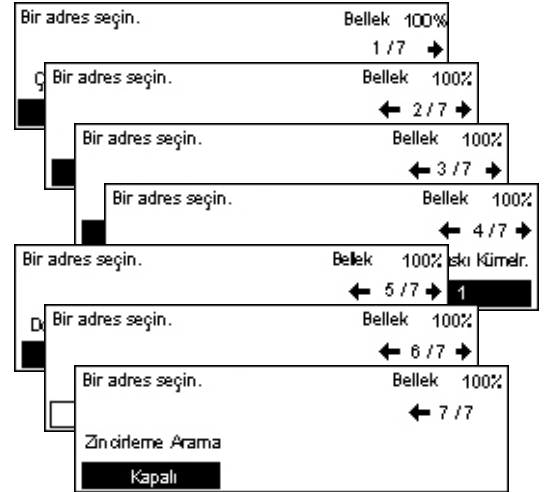 Bir adres seçin. Bellek 100%
1/7 →
Ç
Bir adres seçin. Bellek 100%
← 2/7 →
Bir adres seçin. Bellek 100%
← 3/7 →
Bir adres seçin. Bellek 100%
← 4/7 →
skı Kümelr.
1
Bir adres seçin. Bellek 100%
← 5/7 →
Bir adres seçin. Bellek 100%
← 6/7 →
Bir adres seçin. Bellek 100%
← 7/7
Zincirleme Arama
Kapalı